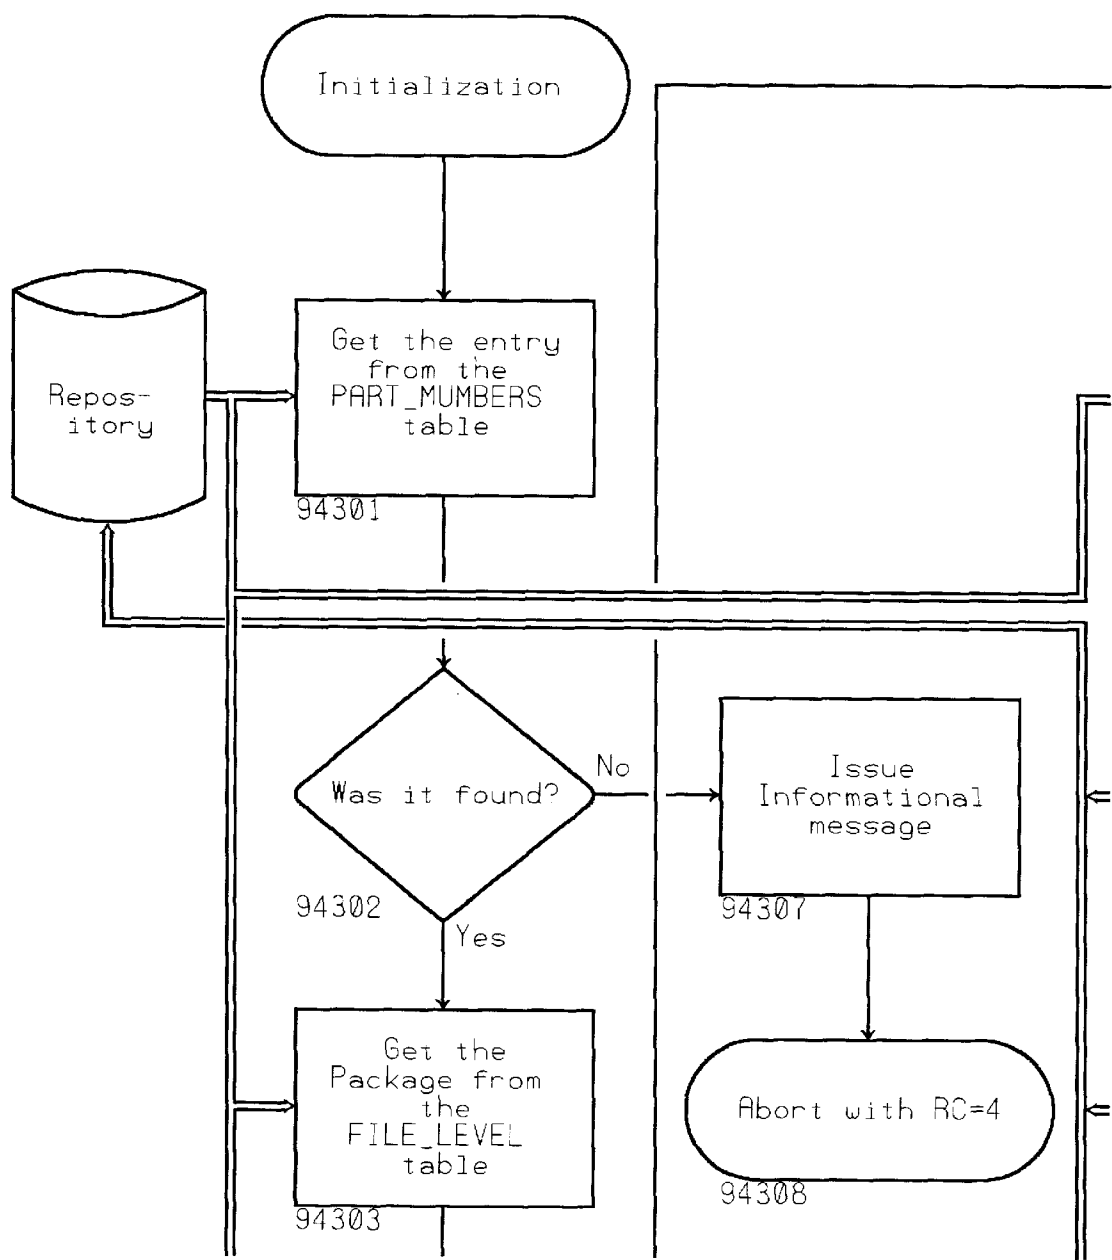 Initialization
Get the entry
from the
PART_MUMBERS
table
Repos-
itory
94301
Was it found?
No
Issue
Informational
message
94302
94307
Yes
Get the
Package from
the
FILE_LEVEL
table
Abort with RC=4
94303
94308